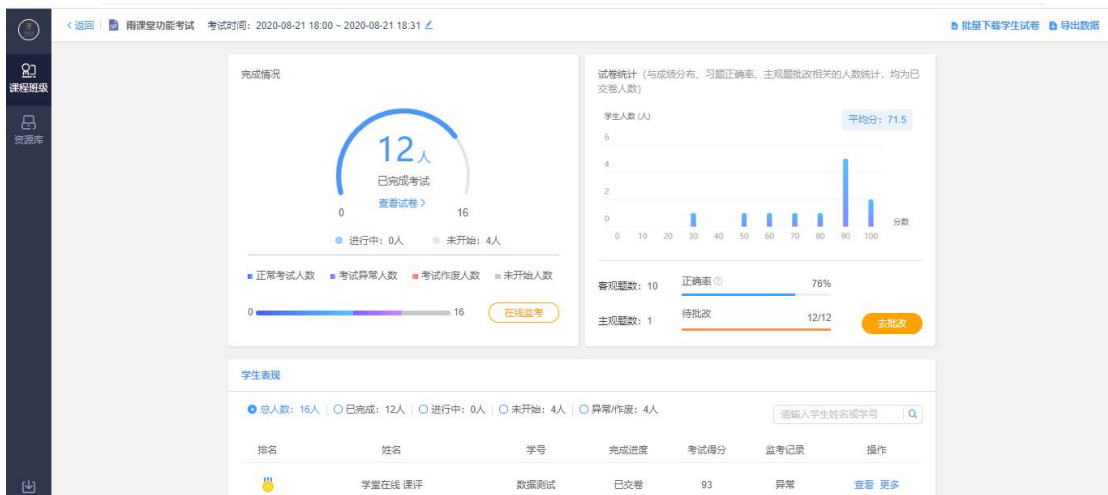 <返回 雨课堂功能考试 考试时间：2020-08-21 18:00 ~ 2020-08-21 18:31
批量下载学生试卷 导出数据
课程班级
资源库
完成情况
12人
已完成考试
查看试卷 >
0 16
进行中：0人 未开始：4人
正常考试人数 考试异常人数 考试作废人数 未开始人数
0 16 在线监考
试卷统计（与成绩分布、习题正确率、主观题批改相关的人数统计，均为已
交卷人数）
学生人数(人) 平均分：71.5
6
4
2
0
分数
0 10 20 30 40 50 60 70 80 90 100
客观题数：10 正确率 76%
主观题数：1 待批改 12/12 去批改
学生表现
总人数：16人 已完成：12人 进行中：0人 未开始：4人 异常/作废：4人
请输入学生姓名或学号
排名 姓名 学号 完成进度 考试得分 监考记录 操作
学堂在线 课评 数据测试 已交卷 93 异常 查看 更多